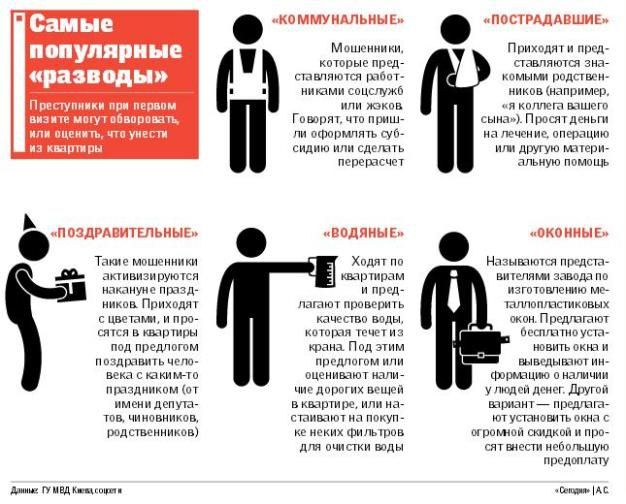 Самые
популярные
«разводы»
Преступники при первом
визите могут обворовать,
или оценить, что унести
из квартиры
«КОММУНАЛЬНЫЕ»
Мошенники,
которые пред-
ставляются работ-
никами соцслужб
или жэков.
Говорят, что приш-
ли оформлять суб-
сидию или сделать
перерасчет
«ПОСТРАДАВШИЕ»
Приходят и пред-
ставляются зна-
комыми родствен-
ников (например,
«я коллега вашего
сына»). Просят деньги
на лечение, операцию
или другую матери-
альную помощь
«ПОЗДРАВИТЕЛЬНЫЕ»
Такие мошенники
активизируются
накануне празд-
ников. Приходят
с цветами, и про-
сятся в квартиры
под предлогом
поздравить чело-
века с каким-то
праздником (от
имени депута-
тов, чиновников,
родственников)
«ВОДЯНЫЕ»
Ходят по
квартирам
и пред-
лагают проверить
качество воды,
которая течет из
крана. Под этим
предлогом или
оценивают нали-
чие дорогих вещей
в квартире, или на-
стаивают на покуп-
ке неких фильтров
для очистки воды
«ОКОННЫЕ»
Называются предста-
вителями завода по
изготовлению ме-
таллопластиковых
окон. Предлагают
бесплатно уста-
новить окна и
выведывают ин-
формацию о наличии
у людей денег. Другой
вариант — предлага-
ют установить окна с
огромной скидкой и про-
сят внести небольшую
предоплату
Данные: ГУ МВД Киева, соцсети
«Сегодня» | А.С.